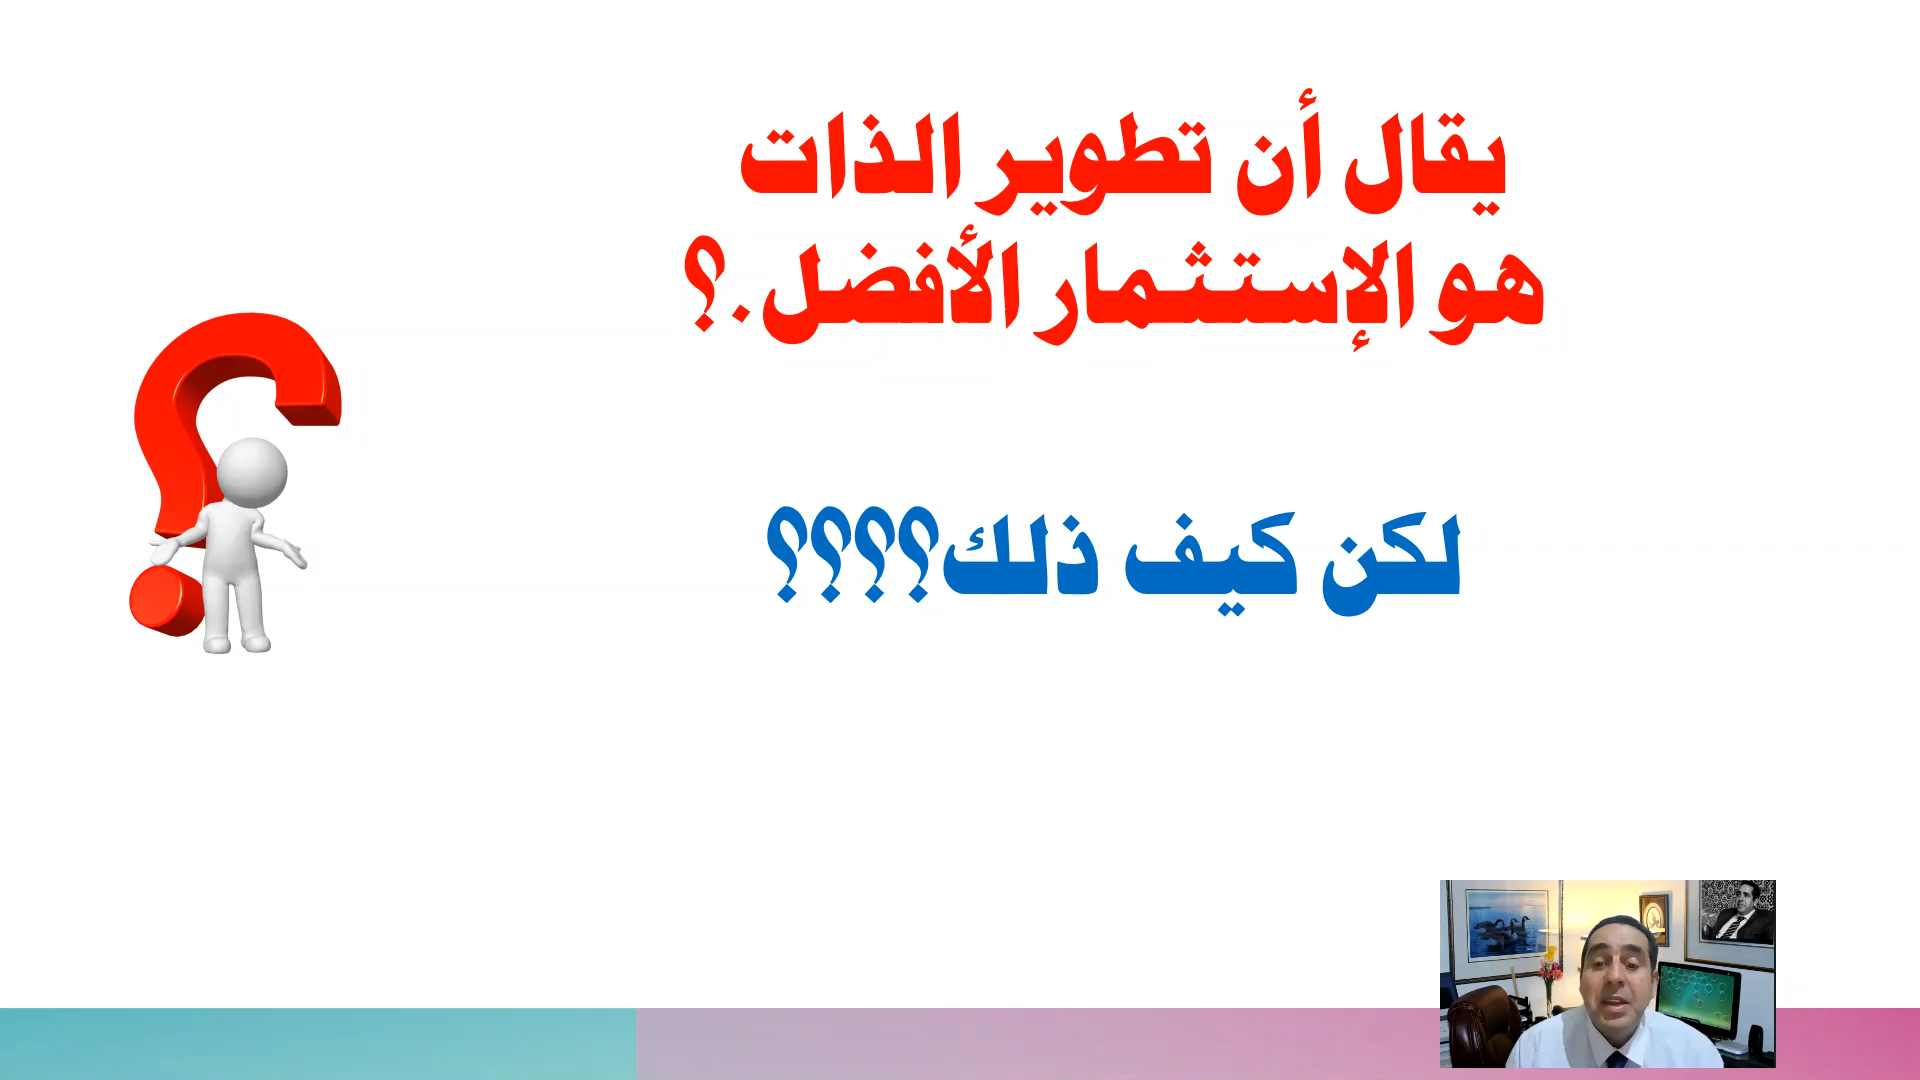 يقال أن تطوير الذات
هو الإستثمار الأفضل.؟
لكن كيف ذلك؟؟؟؟